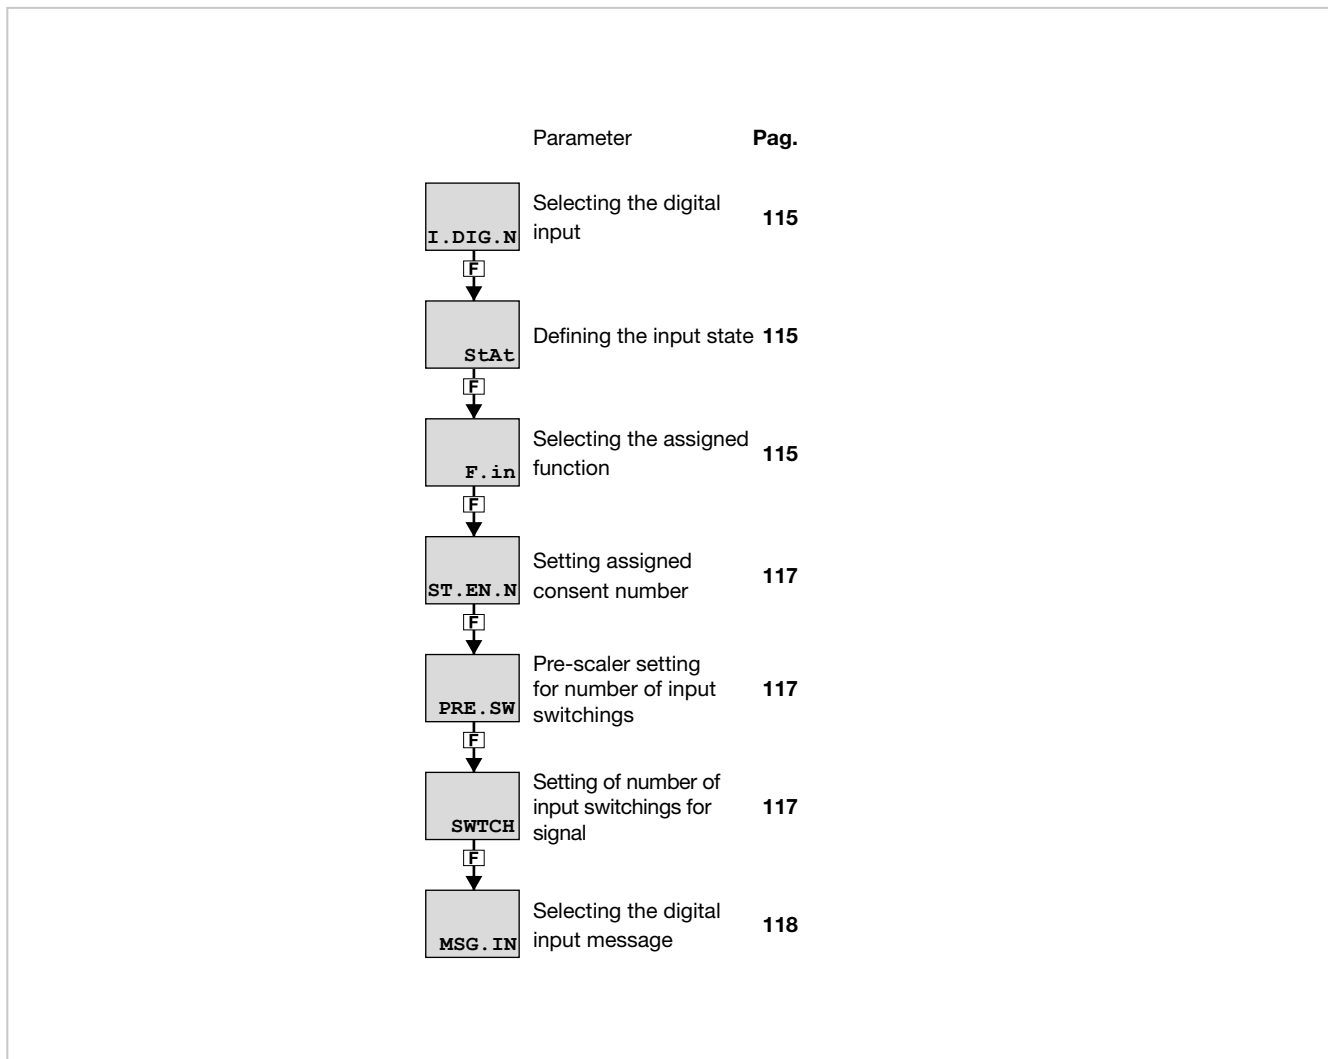 Parameter Pag.
Selecting the digital
input
115
I.DIG.N
F
Defining the input state 115
StAt
F
Selecting the assigned
function
115
F.in
F
Setting assigned
consent number
117
ST.EN.N
F
Pre-scaler setting
for number of input
switchings
117
PRE.SW
F
Setting of number of
input switchings for
signal
117
SWTCH
F
Selecting the digital
input message
118
MSG.IN